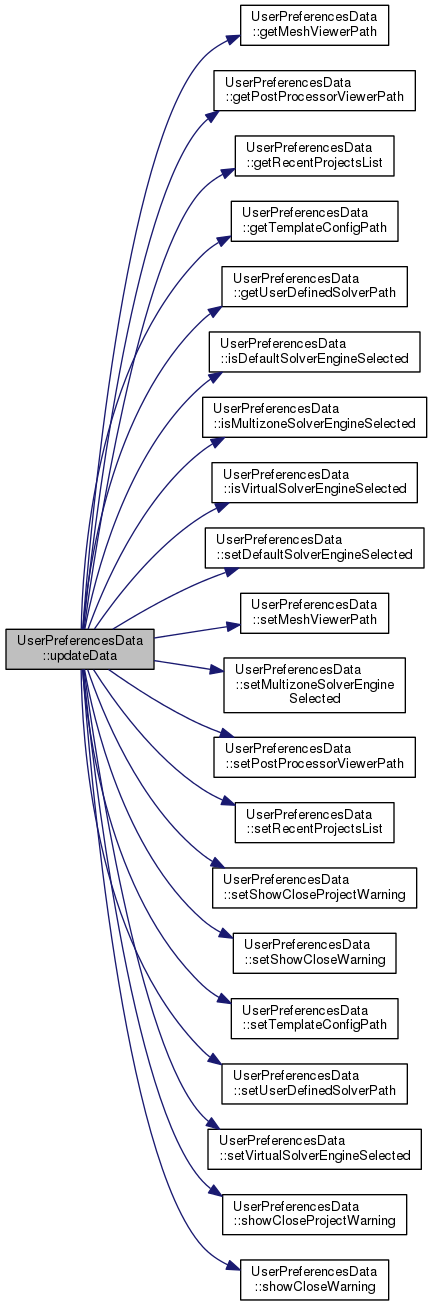 UserPreferencesData
::getMeshViewerPath
UserPreferencesData
::getPostProcessorViewerPath
UserPreferencesData
::getRecentProjectsList
UserPreferencesData
::getTemplateConfigPath
UserPreferencesData
::getUserDefinedSolverPath
UserPreferencesData
::isDefaultSolverEngineSelected
UserPreferencesData
::isMultizoneSolverEngineSelected
UserPreferencesData
::isVirtualSolverEngineSelected
UserPreferencesData
::setDefaultSolverEngineSelected
UserPreferencesData
::setMeshViewerPath
UserPreferencesData
::updateData
UserPreferencesData
::setMultizoneSolverEngine
Selected
UserPreferencesData
::setPostProcessorViewerPath
UserPreferencesData
::setRecentProjectsList
UserPreferencesData
::setShowCloseProjectWarning
UserPreferencesData
::setShowCloseWarning
UserPreferencesData
::setTemplateConfigPath
UserPreferencesData
::setUserDefinedSolverPath
UserPreferencesData
::setVirtualSolverEngineSelected
UserPreferencesData
::showCloseProjectWarning
UserPreferencesData
::showCloseWarning